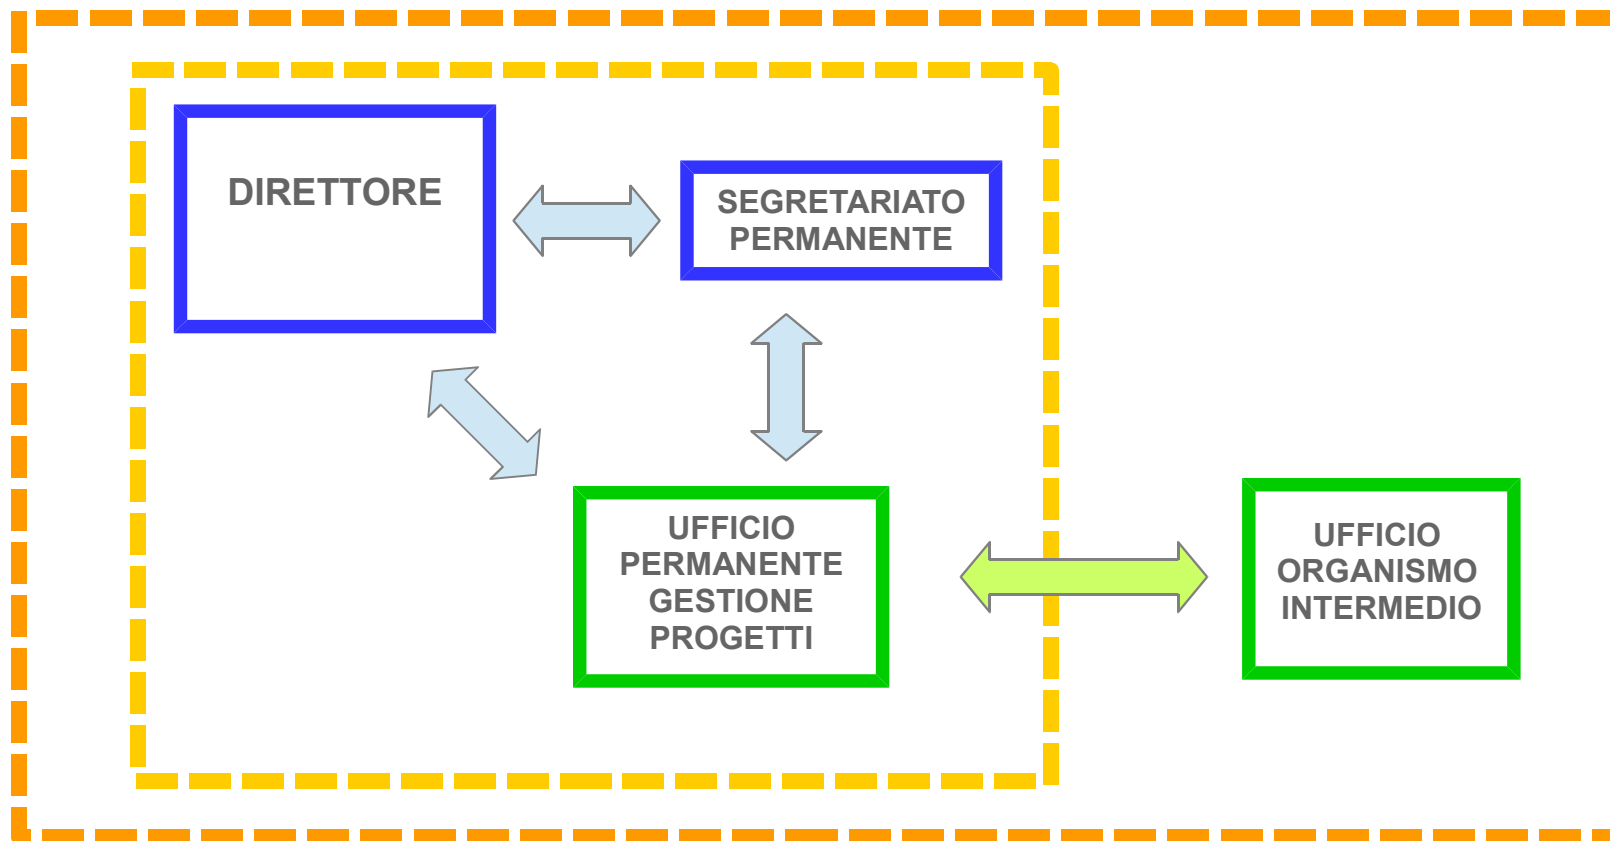 DIRETTORE
SEGRETARIATO
PERMANENTE
UFFICIO
PERMANENTE
GESTIONE
PROGETTI
UFFICIO
ORGANISMO
INTERMEDIO